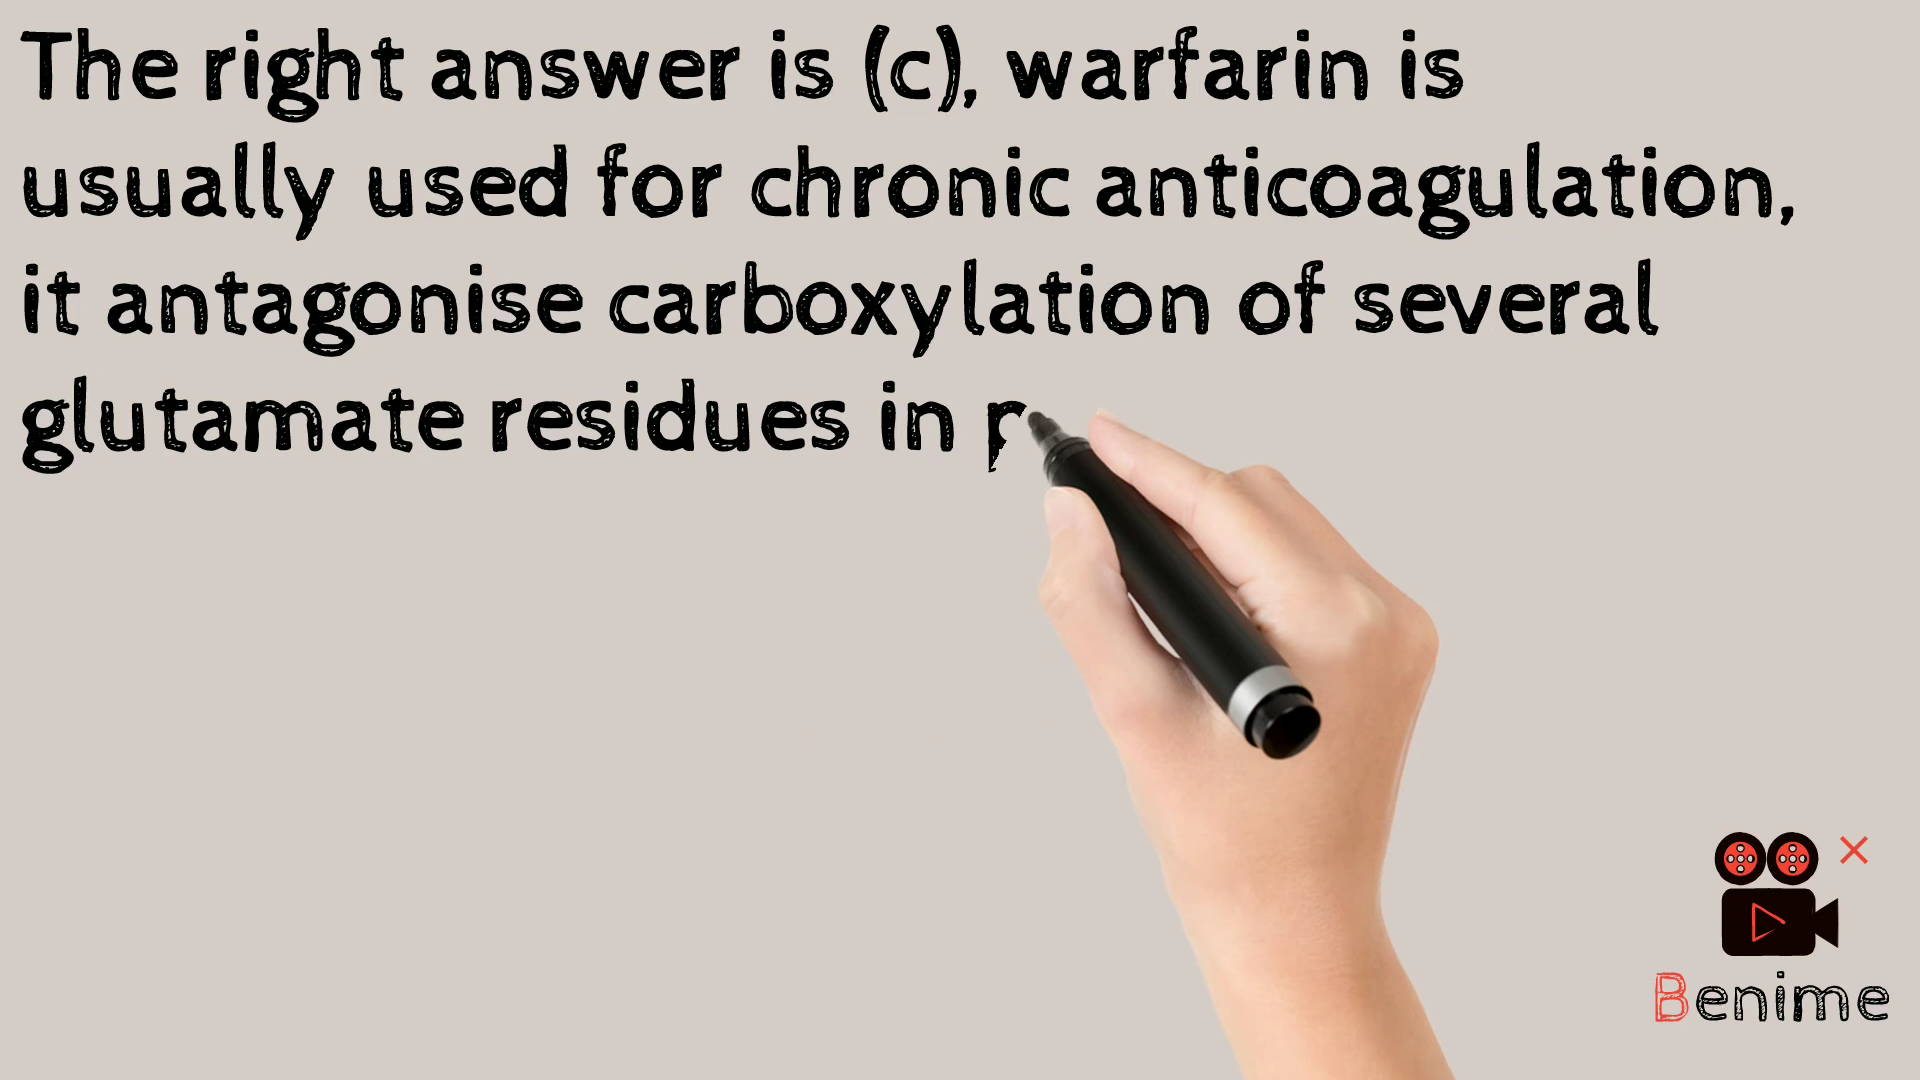 The right answer is (c), warfarin is
usually used for chronic anticoagulation,
it antagonise carboxylation of several
glutamate residues in
Benime